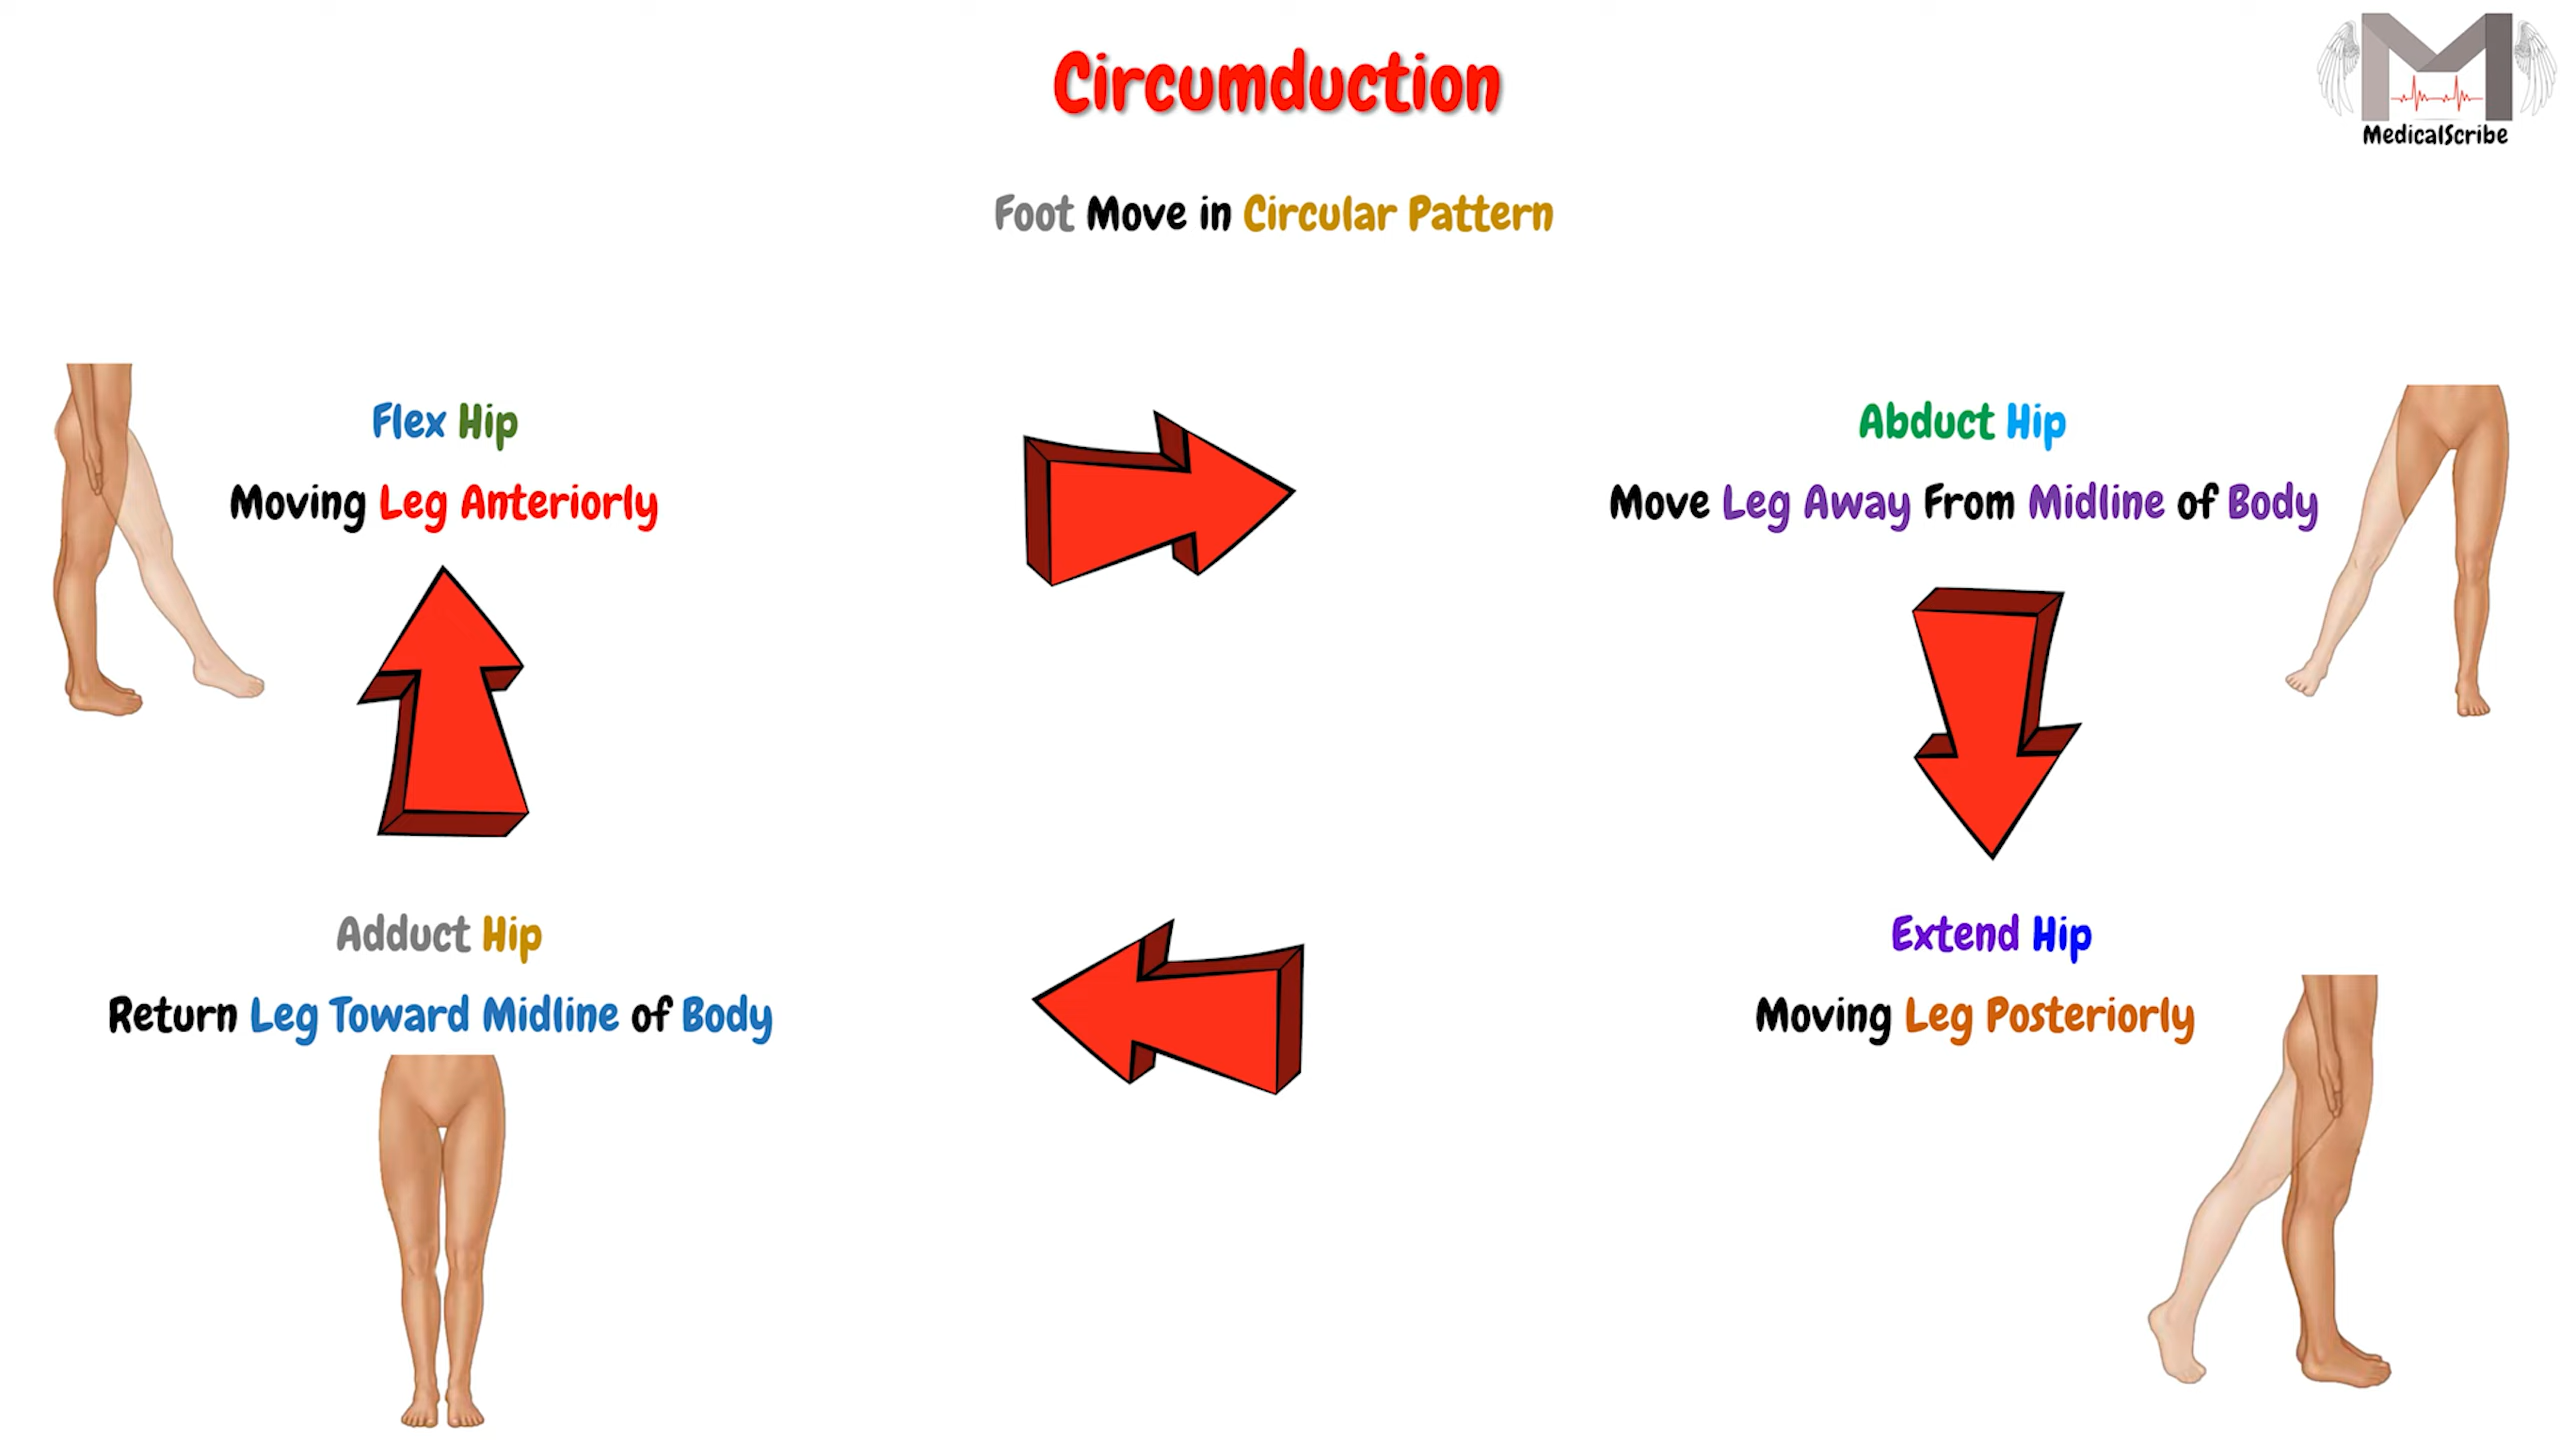 Circumduction
MedicalScribe
Foot Move in Circular Pattern
Flex Hip
Moving Leg Anteriorly
Abduct Hip
Move Leg Away From Midline of Body
Adduct Hip
Return Leg Toward Midline of Body
Extend Hip
Moving Leg Posteriorly